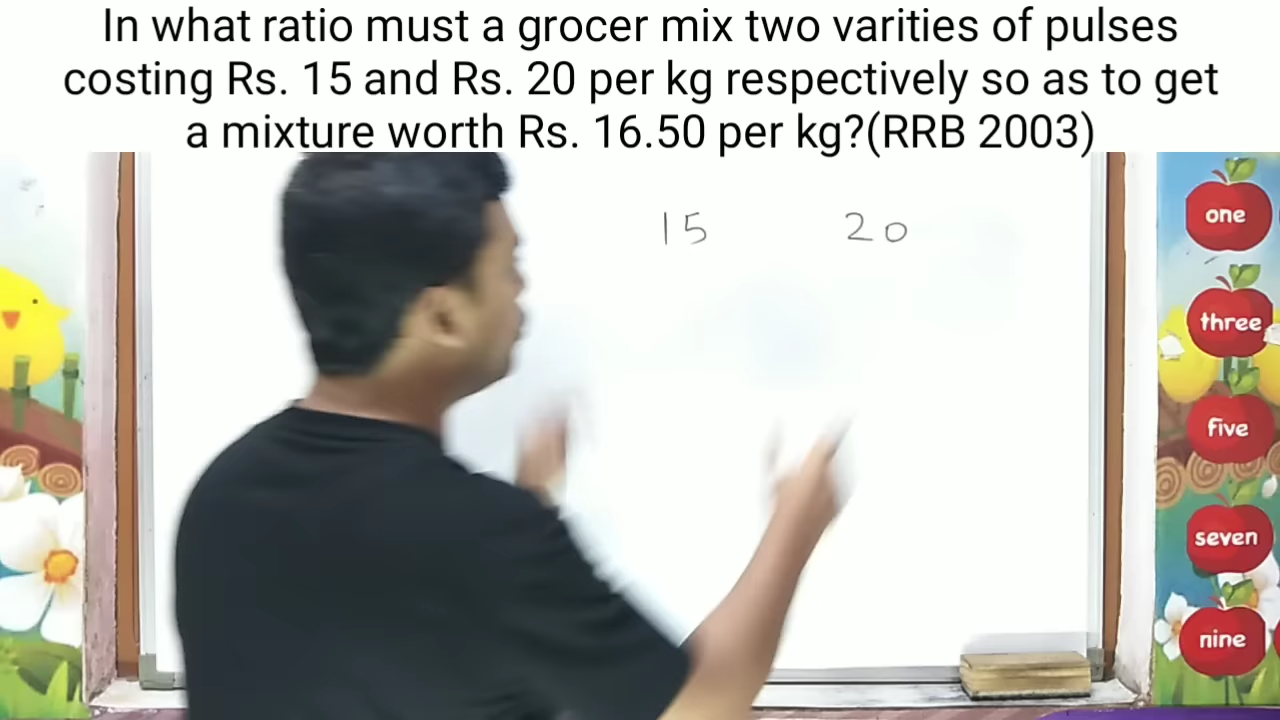 In what ratio must a grocer mix two varities of pulses
costing Rs. 15 and Rs. 20 per kg respectively so as to get
a mixture worth Rs. 16.50 per kg?(RRB 2003)
15 20
one
three
five
seven
nine